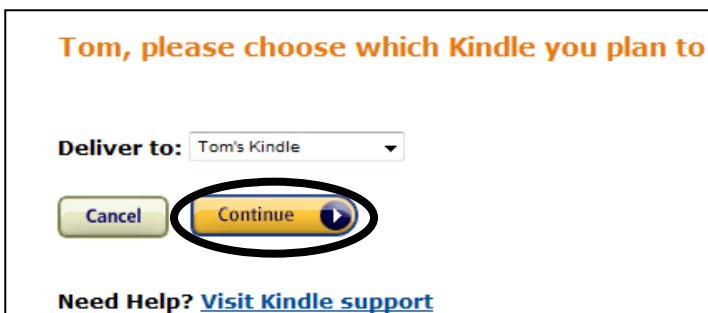 Tom, please choose which Kindle you plan to
Deliver to: Tom's Kindle
Cancel Continue
Need Help? Visit Kindle support